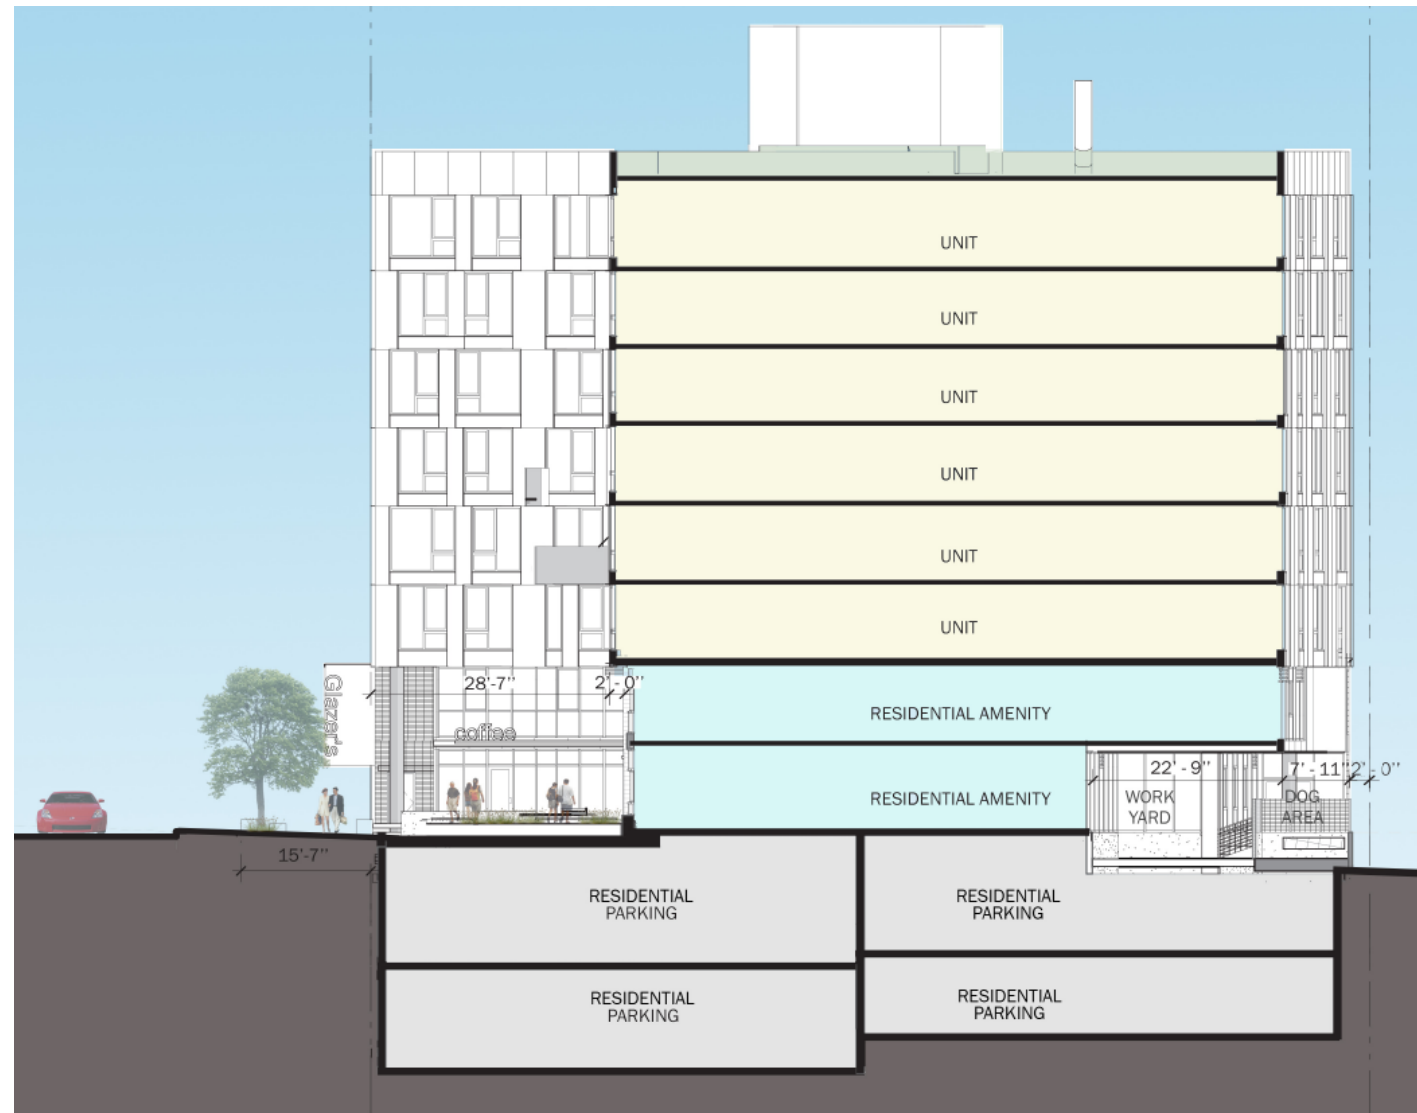 UNIT
UNIT
UNIT
UNIT
UNIT
UNIT
Glazer's
28'-7"
2'-0"
coffee
RESIDENTIAL AMENITY
RESIDENTIAL AMENITY
22'-9"
7'-11"
2'-0"
WORK
YARD
DOG
AREA
15'-7"
RESIDENTIAL
PARKING
RESIDENTIAL
PARKING
RESIDENTIAL
PARKING
RESIDENTIAL
PARKING